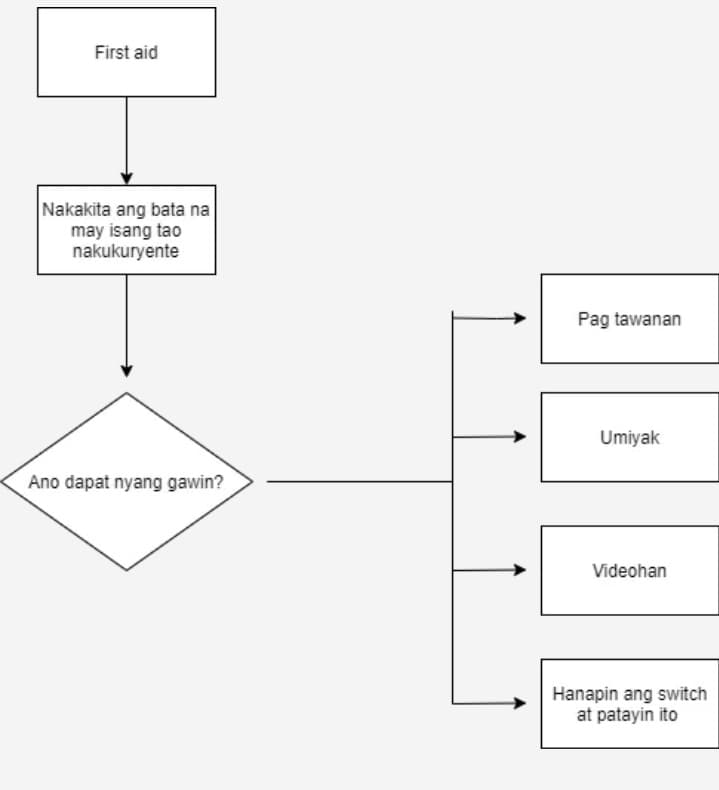 First aid
Nakakita ang bata na
may isang tao
nakukuryente
Ano dapat nyang gawin?
Pag tawanan
Umiyak
Videohan
Hanapin ang switch
at patayin ito